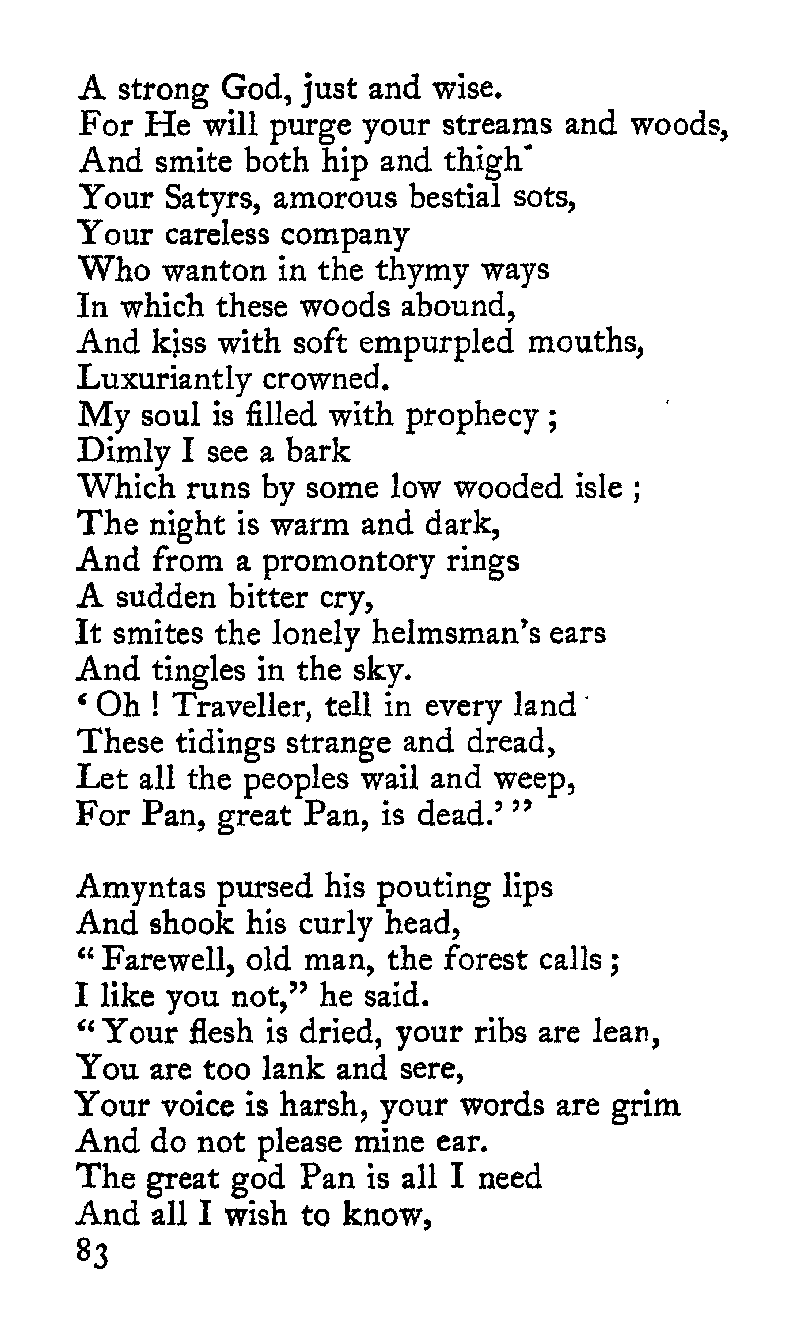 A strong God, just and wise.
For He will purge your streams and woods,
And smite both hip and thigh
Your Satyrs, amorous bestial sots,
Your careless company
Who wanton in the thymy ways
In which these woods abound,
And kiss with soft empurpled mouths,
Luxuriantly crowned.
My soul is filled with prophecy ;
Dimly I see a bark
Which runs by some low wooded isle ;
The night is warm and dark,
And from a promontory rings
A sudden bitter cry,
It smites the lonely helmsman's ears
And tingles in the sky.
‘ Oh ! Traveller, tell in every land
These tidings strange and dread,
Let all the peoples wail and weep,
For Pan, great Pan, is dead.’ ”

Amyntas pursed his pouting lips
And shook his curly head,
“ Farewell, old man, the forest calls ;
I like you not,” he said.
“ Your flesh is dried, your ribs are lean,
You are too lank and sere,
Your voice is harsh, your words are grim
And do not please mine ear.
The great god Pan is all I need
And all I wish to know,
83